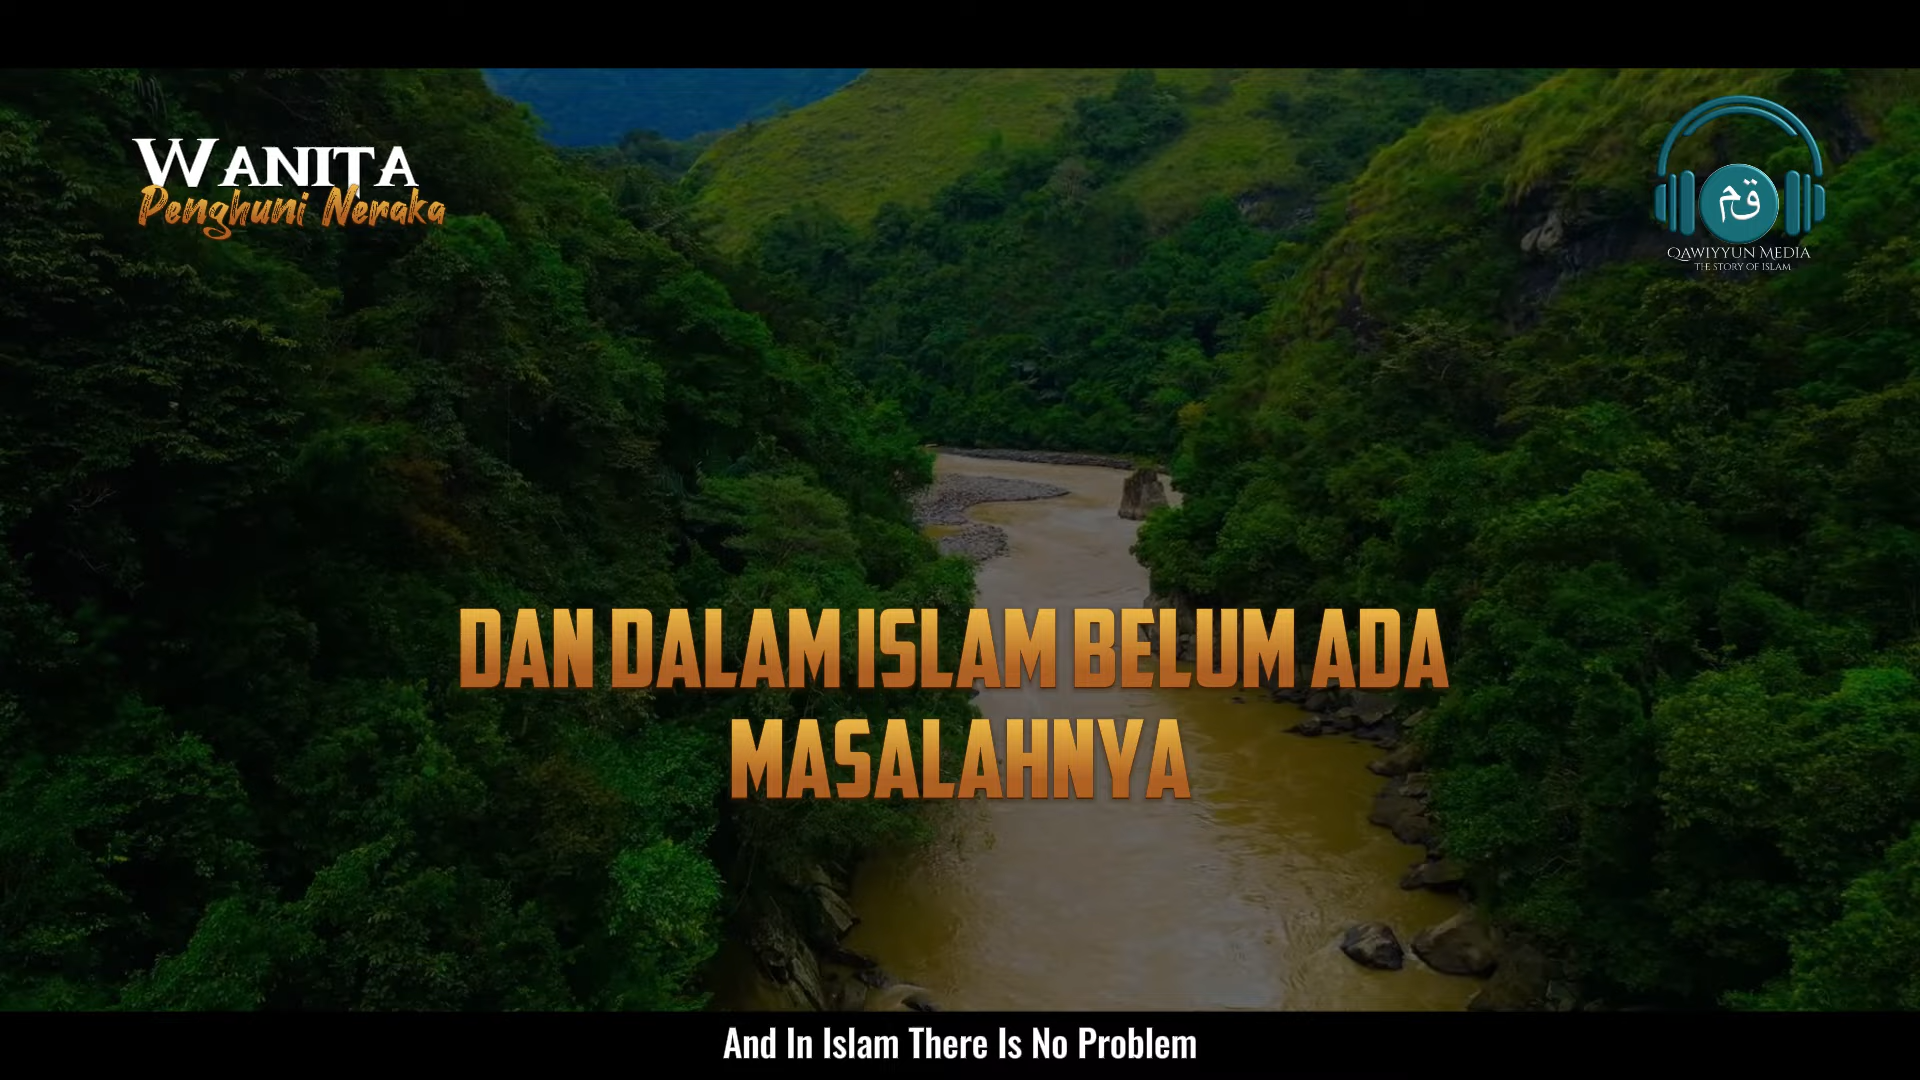 WANITA
Penghuni Neraka
قم
QAWIYYUN MEDIA
THE STORY OF ISLAM
DAN DALAM ISLAM BELUM ADA
MASALAHNYA
And In Islam There Is No Problem